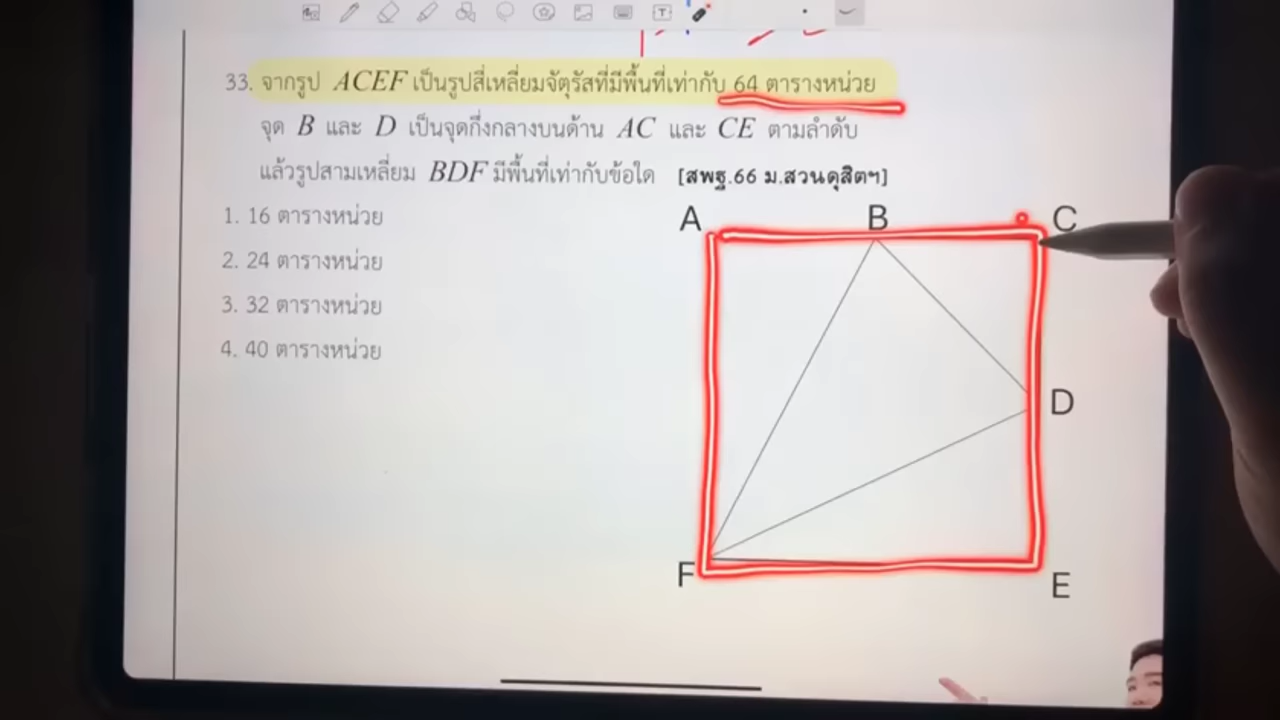 33. จากรูป ACEF เป็นรูปสี่เหลี่ยมจัตุรัสที่มีพื้นที่เท่ากับ 64 ตารางหน่วย
จุด B และ D เป็นจุดกึ่งกลางบนด้าน AC และ CE ตามลำดับ
แล้วรูปสามเหลี่ยม BDF มีพื้นที่เท่ากับข้อใด [สพฐ.66 ม.สวนดุสิตฯ]
1. 16 ตารางหน่วย
2. 24 ตารางหน่วย
3. 32 ตารางหน่วย
4. 40 ตารางหน่วย
A B C
D
F E